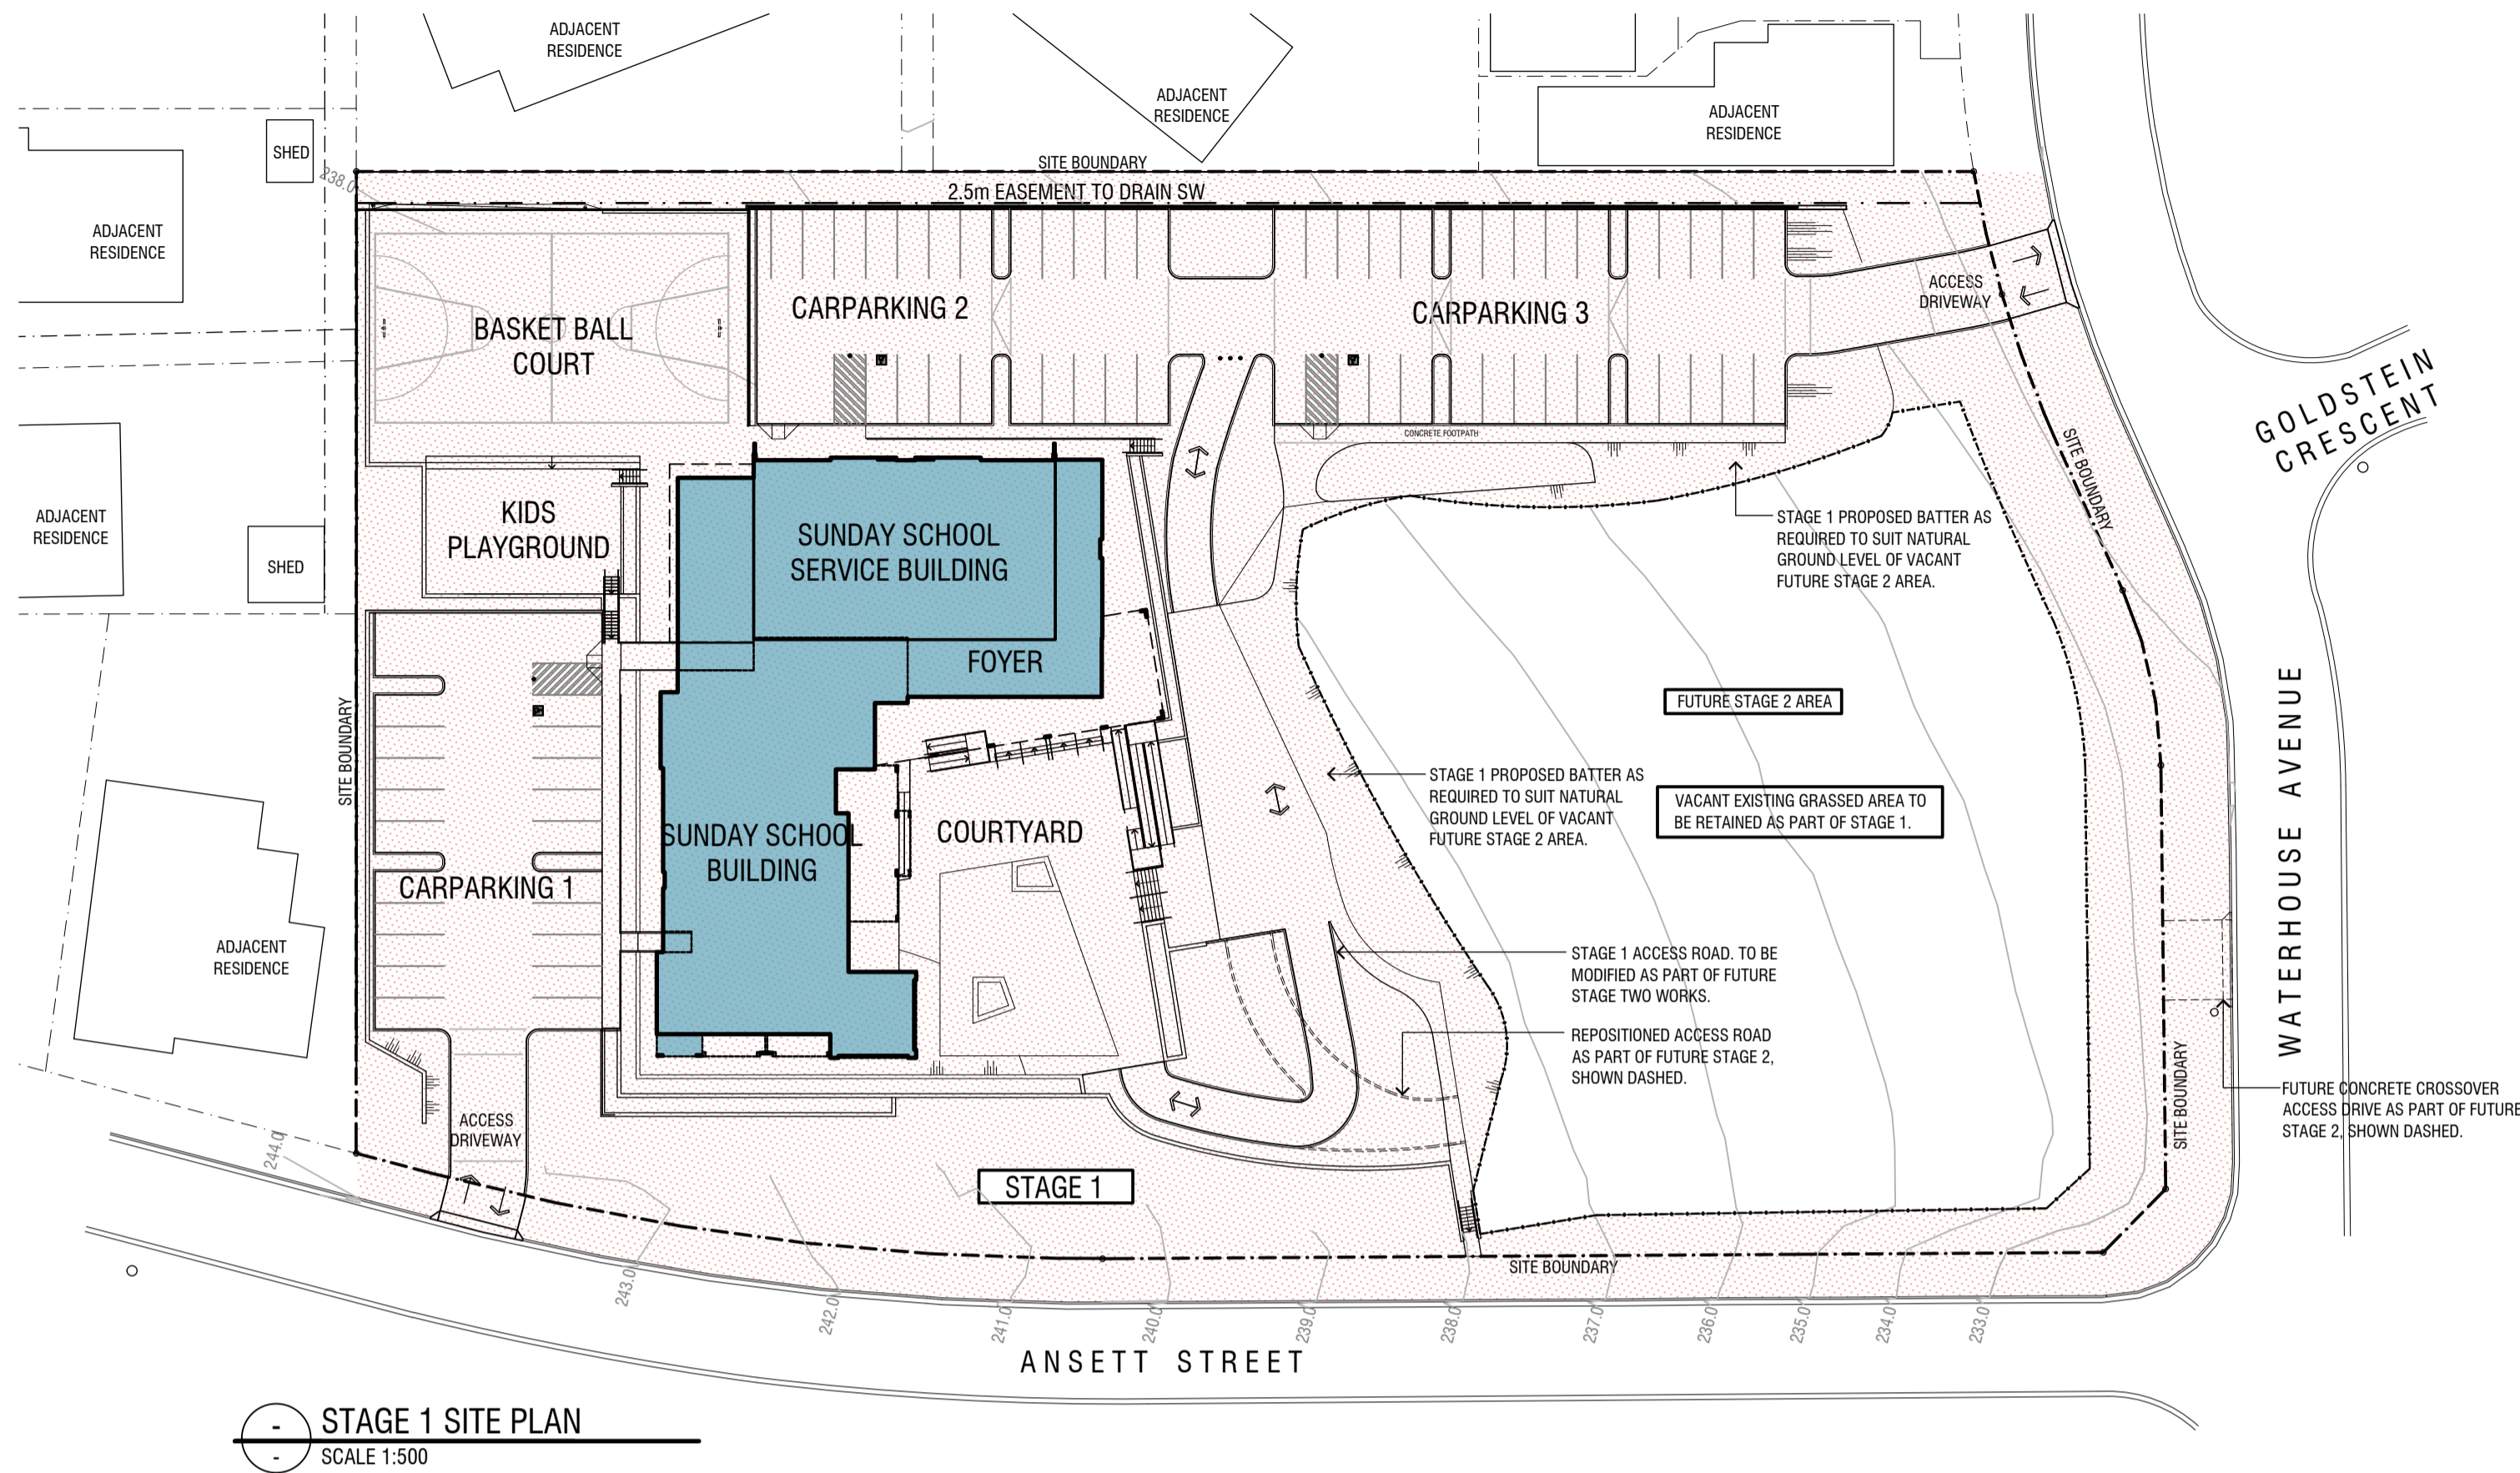 ADJACENT
RESIDENCE
ADJACENT
RESIDENCE
ADJACENT
RESIDENCE
SHED
SITE BOUNDARY
238.0
2.5m EASEMENT TO DRAIN SW
ADJACENT
RESIDENCE
BASKET BALL
COURT
CARPARKING 2
CARPARKING 3
ACCESS
DRIVEWAY
GOLDSTEIN
CRESCENT
CONCRETE FOOTPATH
SITE BOUNDARY
ADJACENT
RESIDENCE
SHED
KIDS
PLAYGROUND
SUNDAY SCHOOL
SERVICE BUILDING
STAGE 1 PROPOSED BATTER AS
REQUIRED TO SUIT NATURAL
GROUND LEVEL OF VACANT
FUTURE STAGE 2 AREA.
FOYER
FUTURE STAGE 2 AREA
SITE BOUNDARY
STAGE 1 PROPOSED BATTER AS
REQUIRED TO SUIT NATURAL
GROUND LEVEL OF VACANT
FUTURE STAGE 2 AREA.
VACANT EXISTING GRASSED AREA TO
BE RETAINED AS PART OF STAGE 1.
WATERHOUSE AVENUE
SUNDAY SCHOOL
BUILDING
COURTYARD
CARPARKING 1
ADJACENT
RESIDENCE
STAGE 1 ACCESS ROAD. TO BE
MODIFIED AS PART OF FUTURE
STAGE TWO WORKS.
REPOSITIONED ACCESS ROAD
AS PART OF FUTURE STAGE 2,
SHOWN DASHED.
SITE BOUNDARY
FUTURE CONCRETE CROSSOVER
ACCESS DRIVE AS PART OF FUTURE
STAGE 2, SHOWN DASHED.
ACCESS
DRIVEWAY
244.0
STAGE 1
SITE BOUNDARY
243.0
242.0
241.0
240.0
239.0
238.0
237.0
236.0
235.0
234.0
233.0
ANSETT STREET
-
STAGE 1 SITE PLAN
-
SCALE 1:500